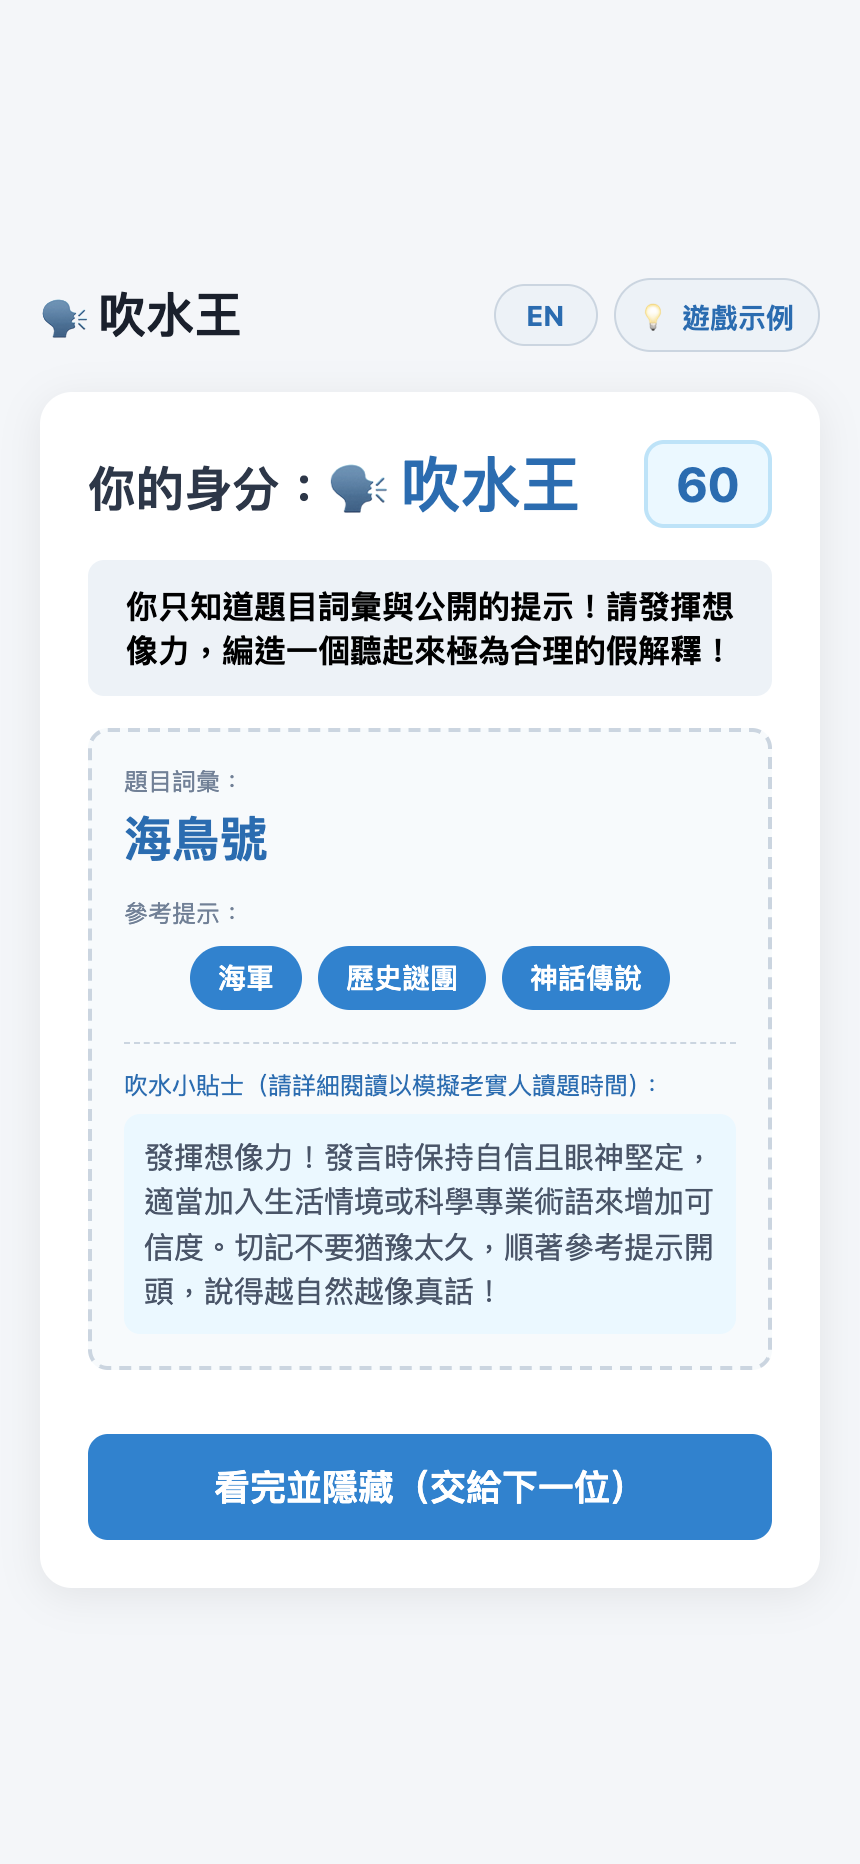 吹水王
EN
遊戲示例
你的身分：吹水王
60
你只知道題目詞彙與公開的提示！請發揮想
像力，編造一個聽起來極為合理的假解釋！
題目詞彙：
海鳥號
參考提示：
海軍
歷史謎團
神話傳說
吹水小貼士（請詳細閱讀以模擬老實人讀題時間）：
發揮想像力！發言時保持自信且眼神堅定，
適當加入生活情境或科學專業術語來增加可
信度。切記不要猶豫太久，順著參考提示開
頭，說得越自然越像真話！
看完並隱藏（交給下一位）